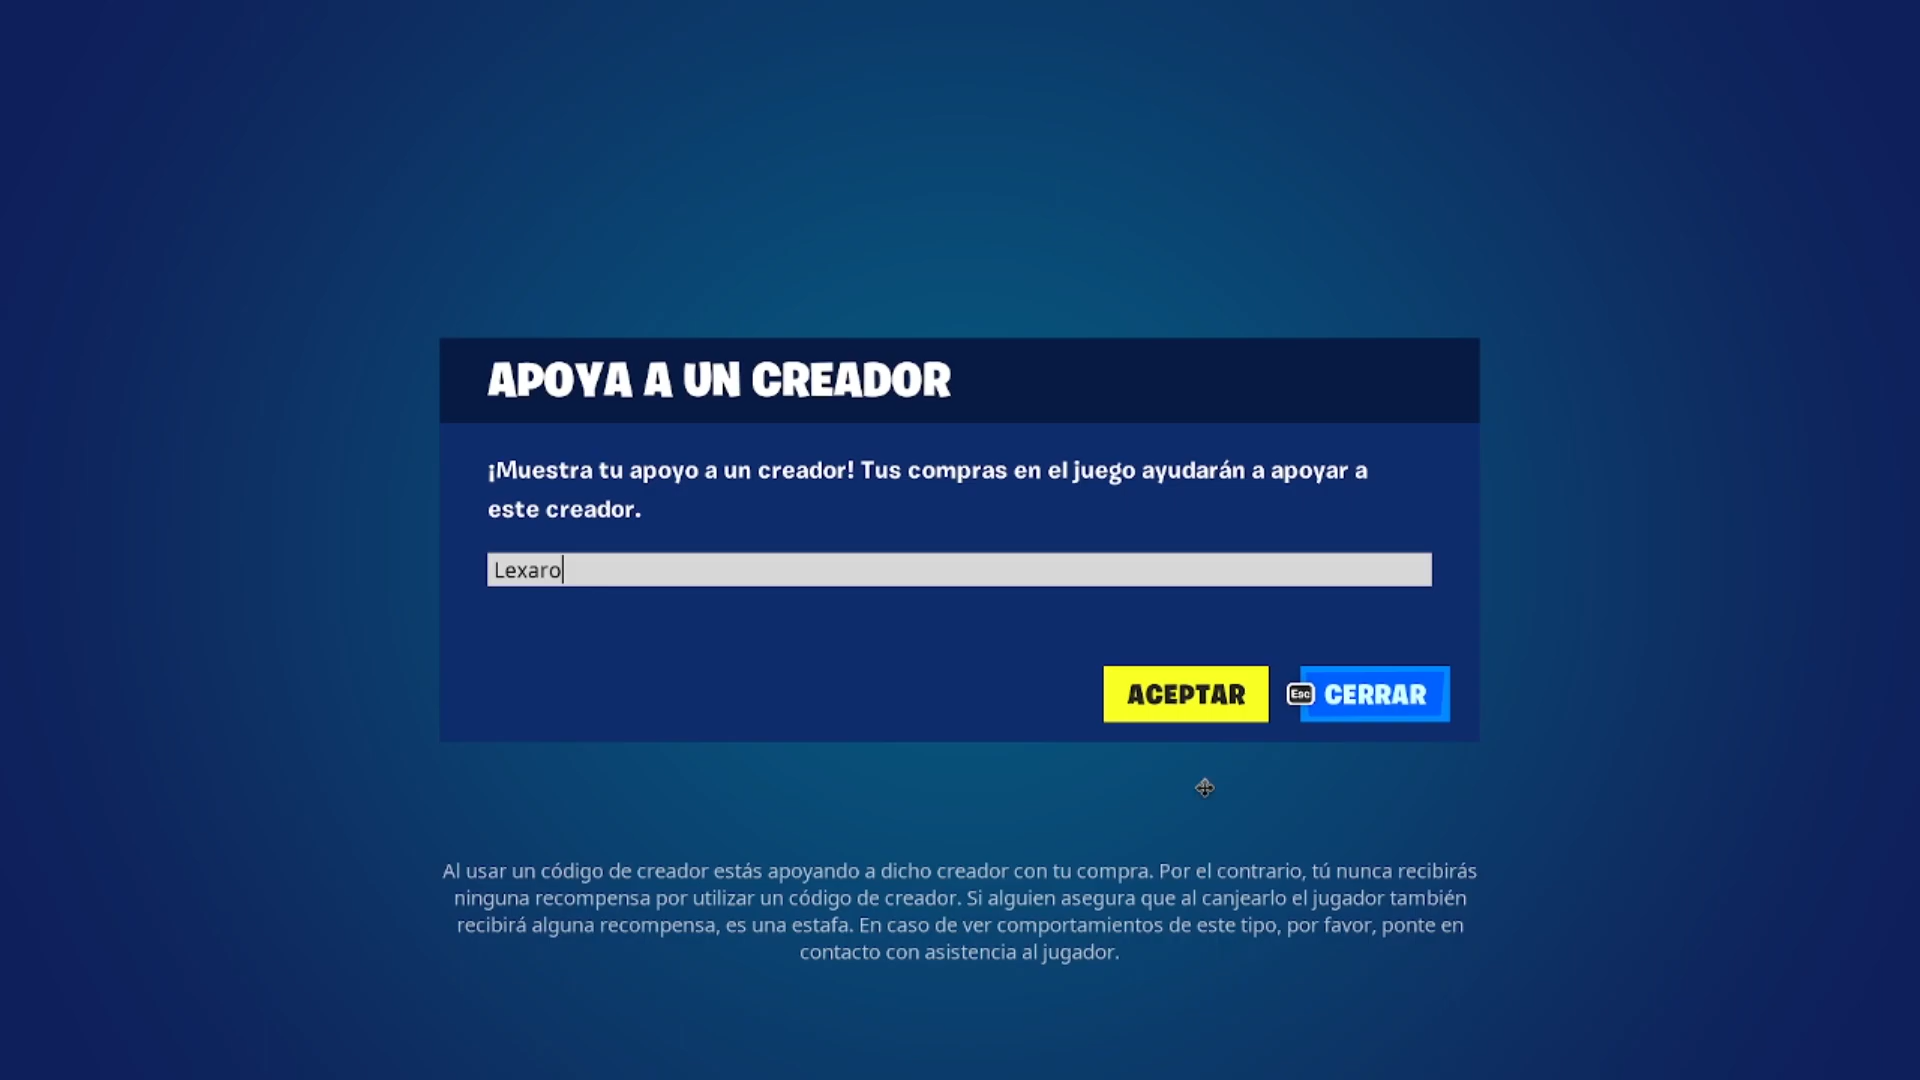 APOYA A UN CREADOR
¡Muestra tu apoyo a un creador! Tus compras en el juego ayudarán a apoyar a
este creador.
Lexaro
ACEPTAR
Esc CERRAR
Al usar un código de creador estás apoyando a dicho creador con tu compra. Por el contrario, tú nunca recibirás
ninguna recompensa por utilizar un código de creador. Si alguien asegura que al canjearlo el jugador también
recibirá alguna recompensa, es una estafa. En caso de ver comportamientos de este tipo, por favor, ponte en
contacto con asistencia al jugador.